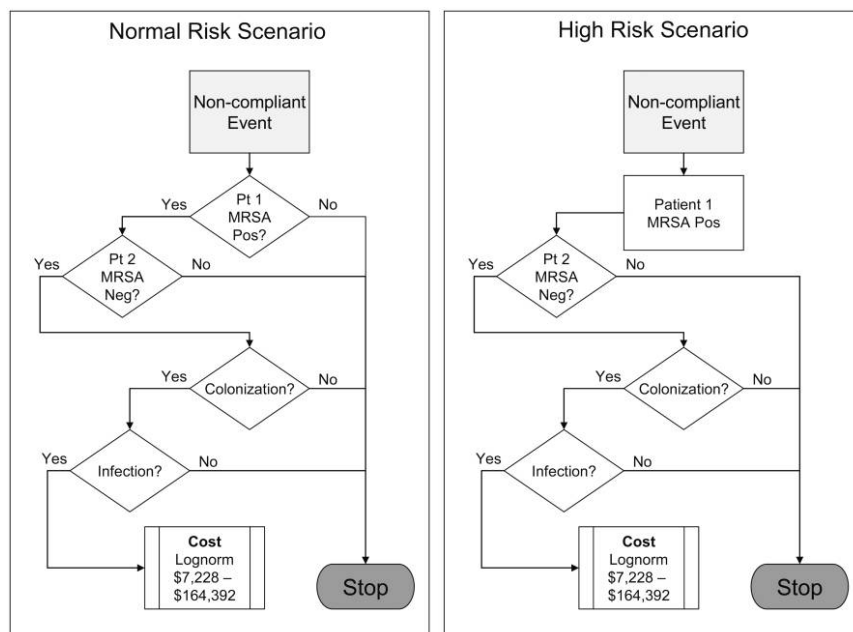 Normal Risk Scenario
Non-compliant
Event
Pt 1
MRSA
Pos?
Yes
No
Pt 2
MRSA
Neg?
Yes
No
Colonization?
Yes
No
Infection?
Yes
No
Cost
Lognorm
$7,228 –
$164,392
Stop
High Risk Scenario
Non-compliant
Event
Patient 1
MRSA Pos
Pt 2
MRSA
Neg?
Yes
No
Colonization?
Yes
No
Infection?
Yes
No
Cost
Lognorm
$7,228 –
$164,392
Stop